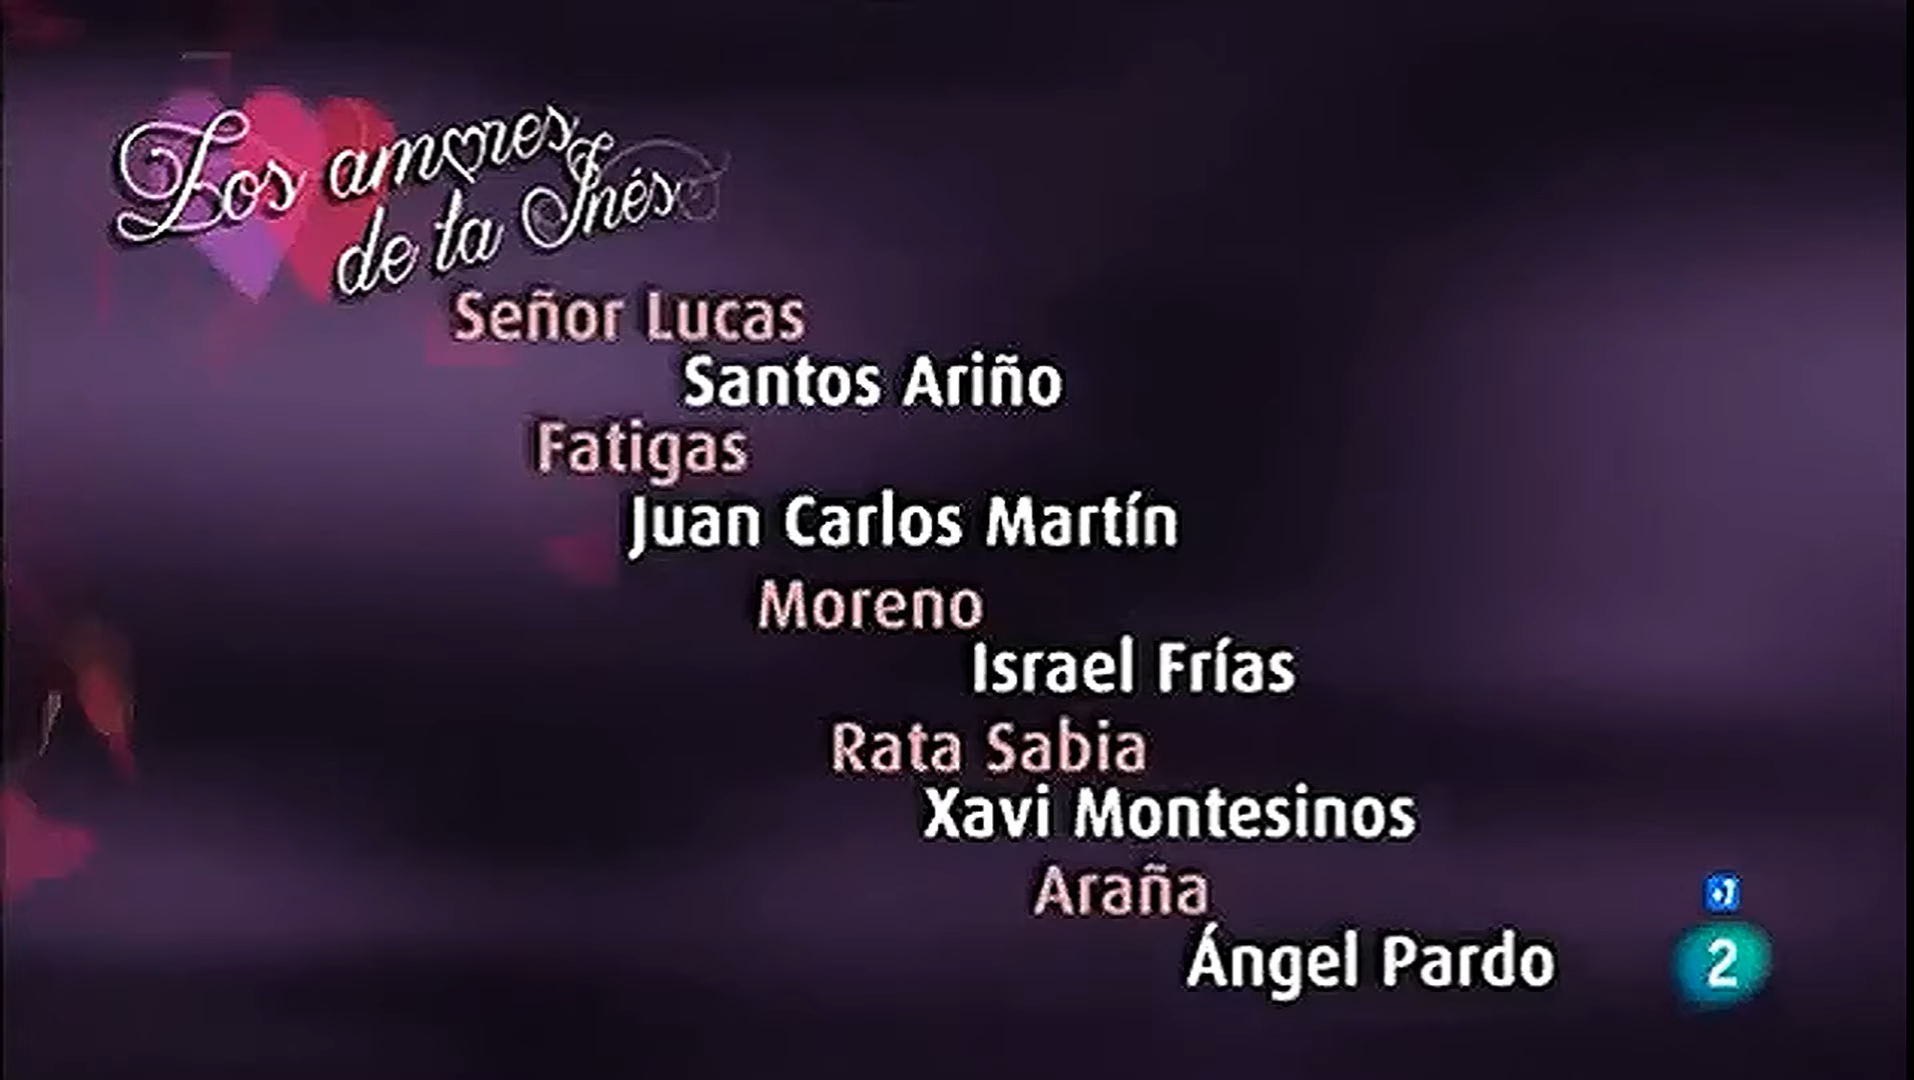 Los amores
de la Inés
Señor Lucas
Santos Ariño
Fatigas
Juan Carlos Martín
Moreno
Israel Frías
Rata Sabia
Xavi Montesinos
Araña
Ángel Pardo
2